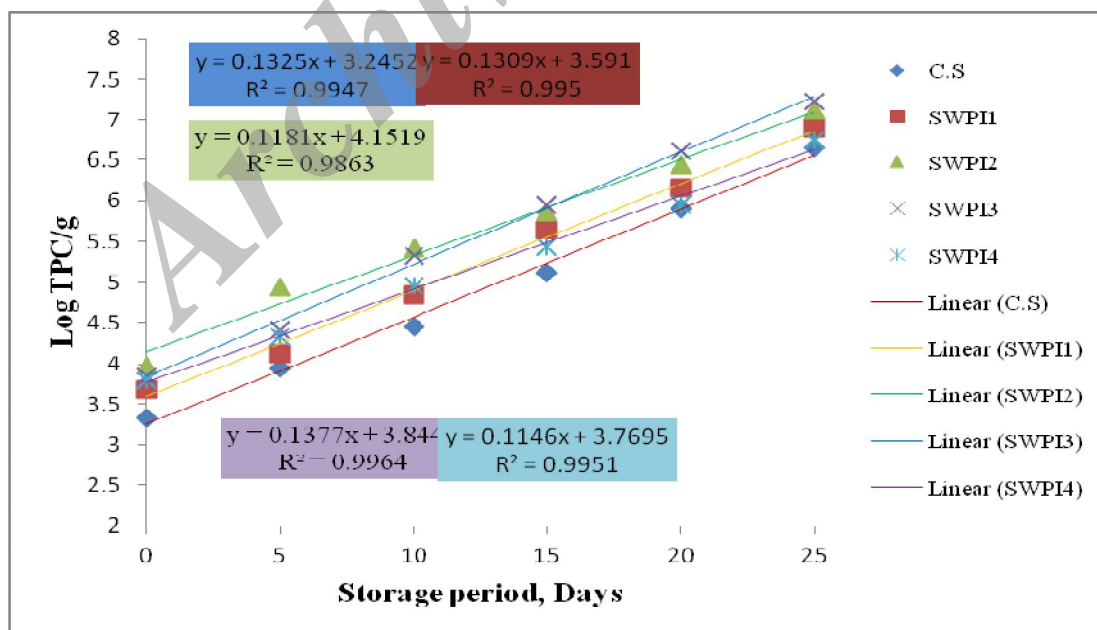 Archi
8
7.5
7
6.5
6
5.5
5
4.5
4
3.5
3
2.5
2
Log TPC/g
y = 0.1325x + 3.2452
R² = 0.9947
y = 0.1309x + 3.591
R² = 0.995
y = 0.1181x + 4.1519
R² = 0.9863
y = 0.1377x + 3.844
R² = 0.9964
y = 0.1146x + 3.7695
R² = 0.9951
0 5 10 15 20 25
Storage period, Days
C.S
SWPI1
SWPI2
SWPI3
SWPI4
Linear (C.S)
Linear (SWPI1)
Linear (SWPI2)
Linear (SWPI3)
Linear (SWPI4)